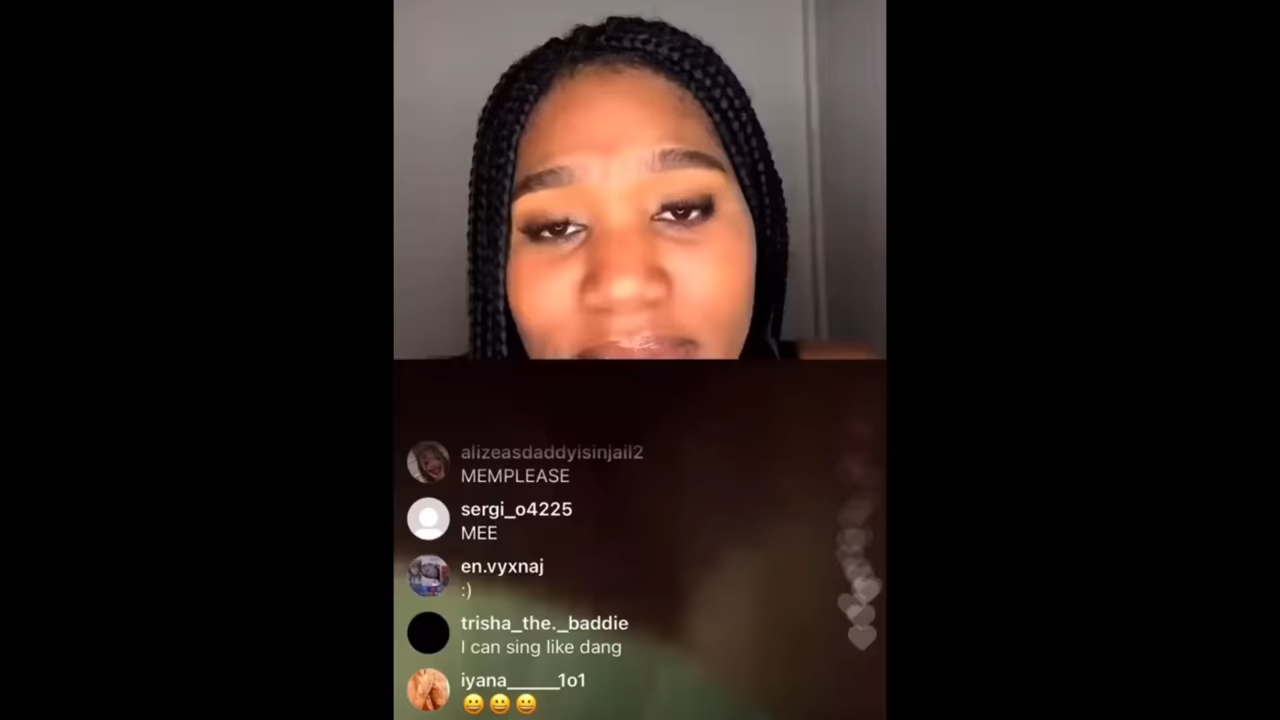 alizeasdaddyisinjail2
MEMPLEASE
sergi_o4225
MEE
en.vyxnaj
:)
trisha_the._baddie
I can sing like dang
iyana_____1o1
😀😀😀